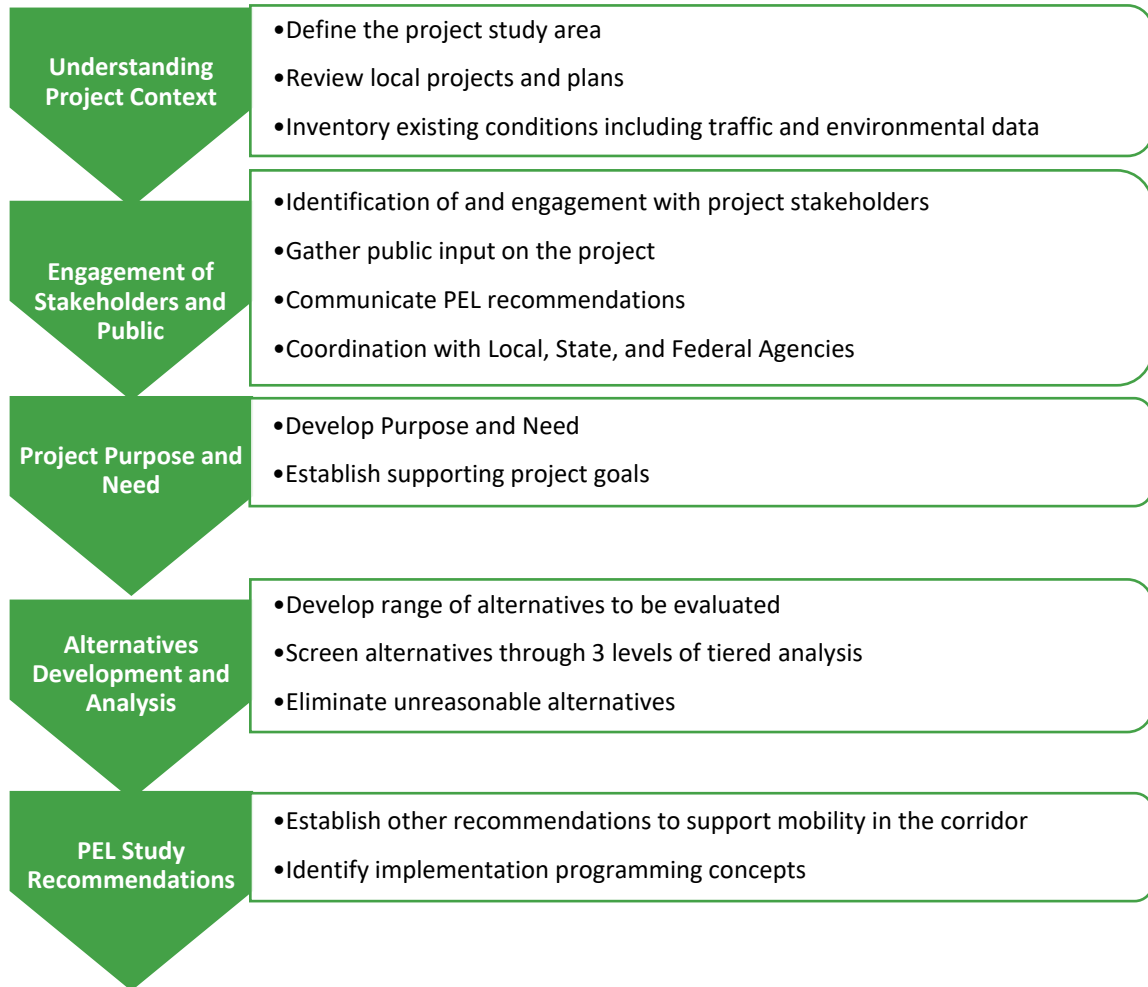 Understanding
Project Context
•Define the project study area
•Review local projects and plans
•Inventory existing conditions including traffic and environmental data
Engagement of
Stakeholders and
Public
•Identification of and engagement with project stakeholders
•Gather public input on the project
•Communicate PEL recommendations
•Coordination with Local, State, and Federal Agencies
Project Purpose and
Need
•Develop Purpose and Need
•Establish supporting project goals
Alternatives
Development and
Analysis
•Develop range of alternatives to be evaluated
•Screen alternatives through 3 levels of tiered analysis
•Eliminate unreasonable alternatives
PEL Study
Recommendations
•Establish other recommendations to support mobility in the corridor
•Identify implementation programming concepts